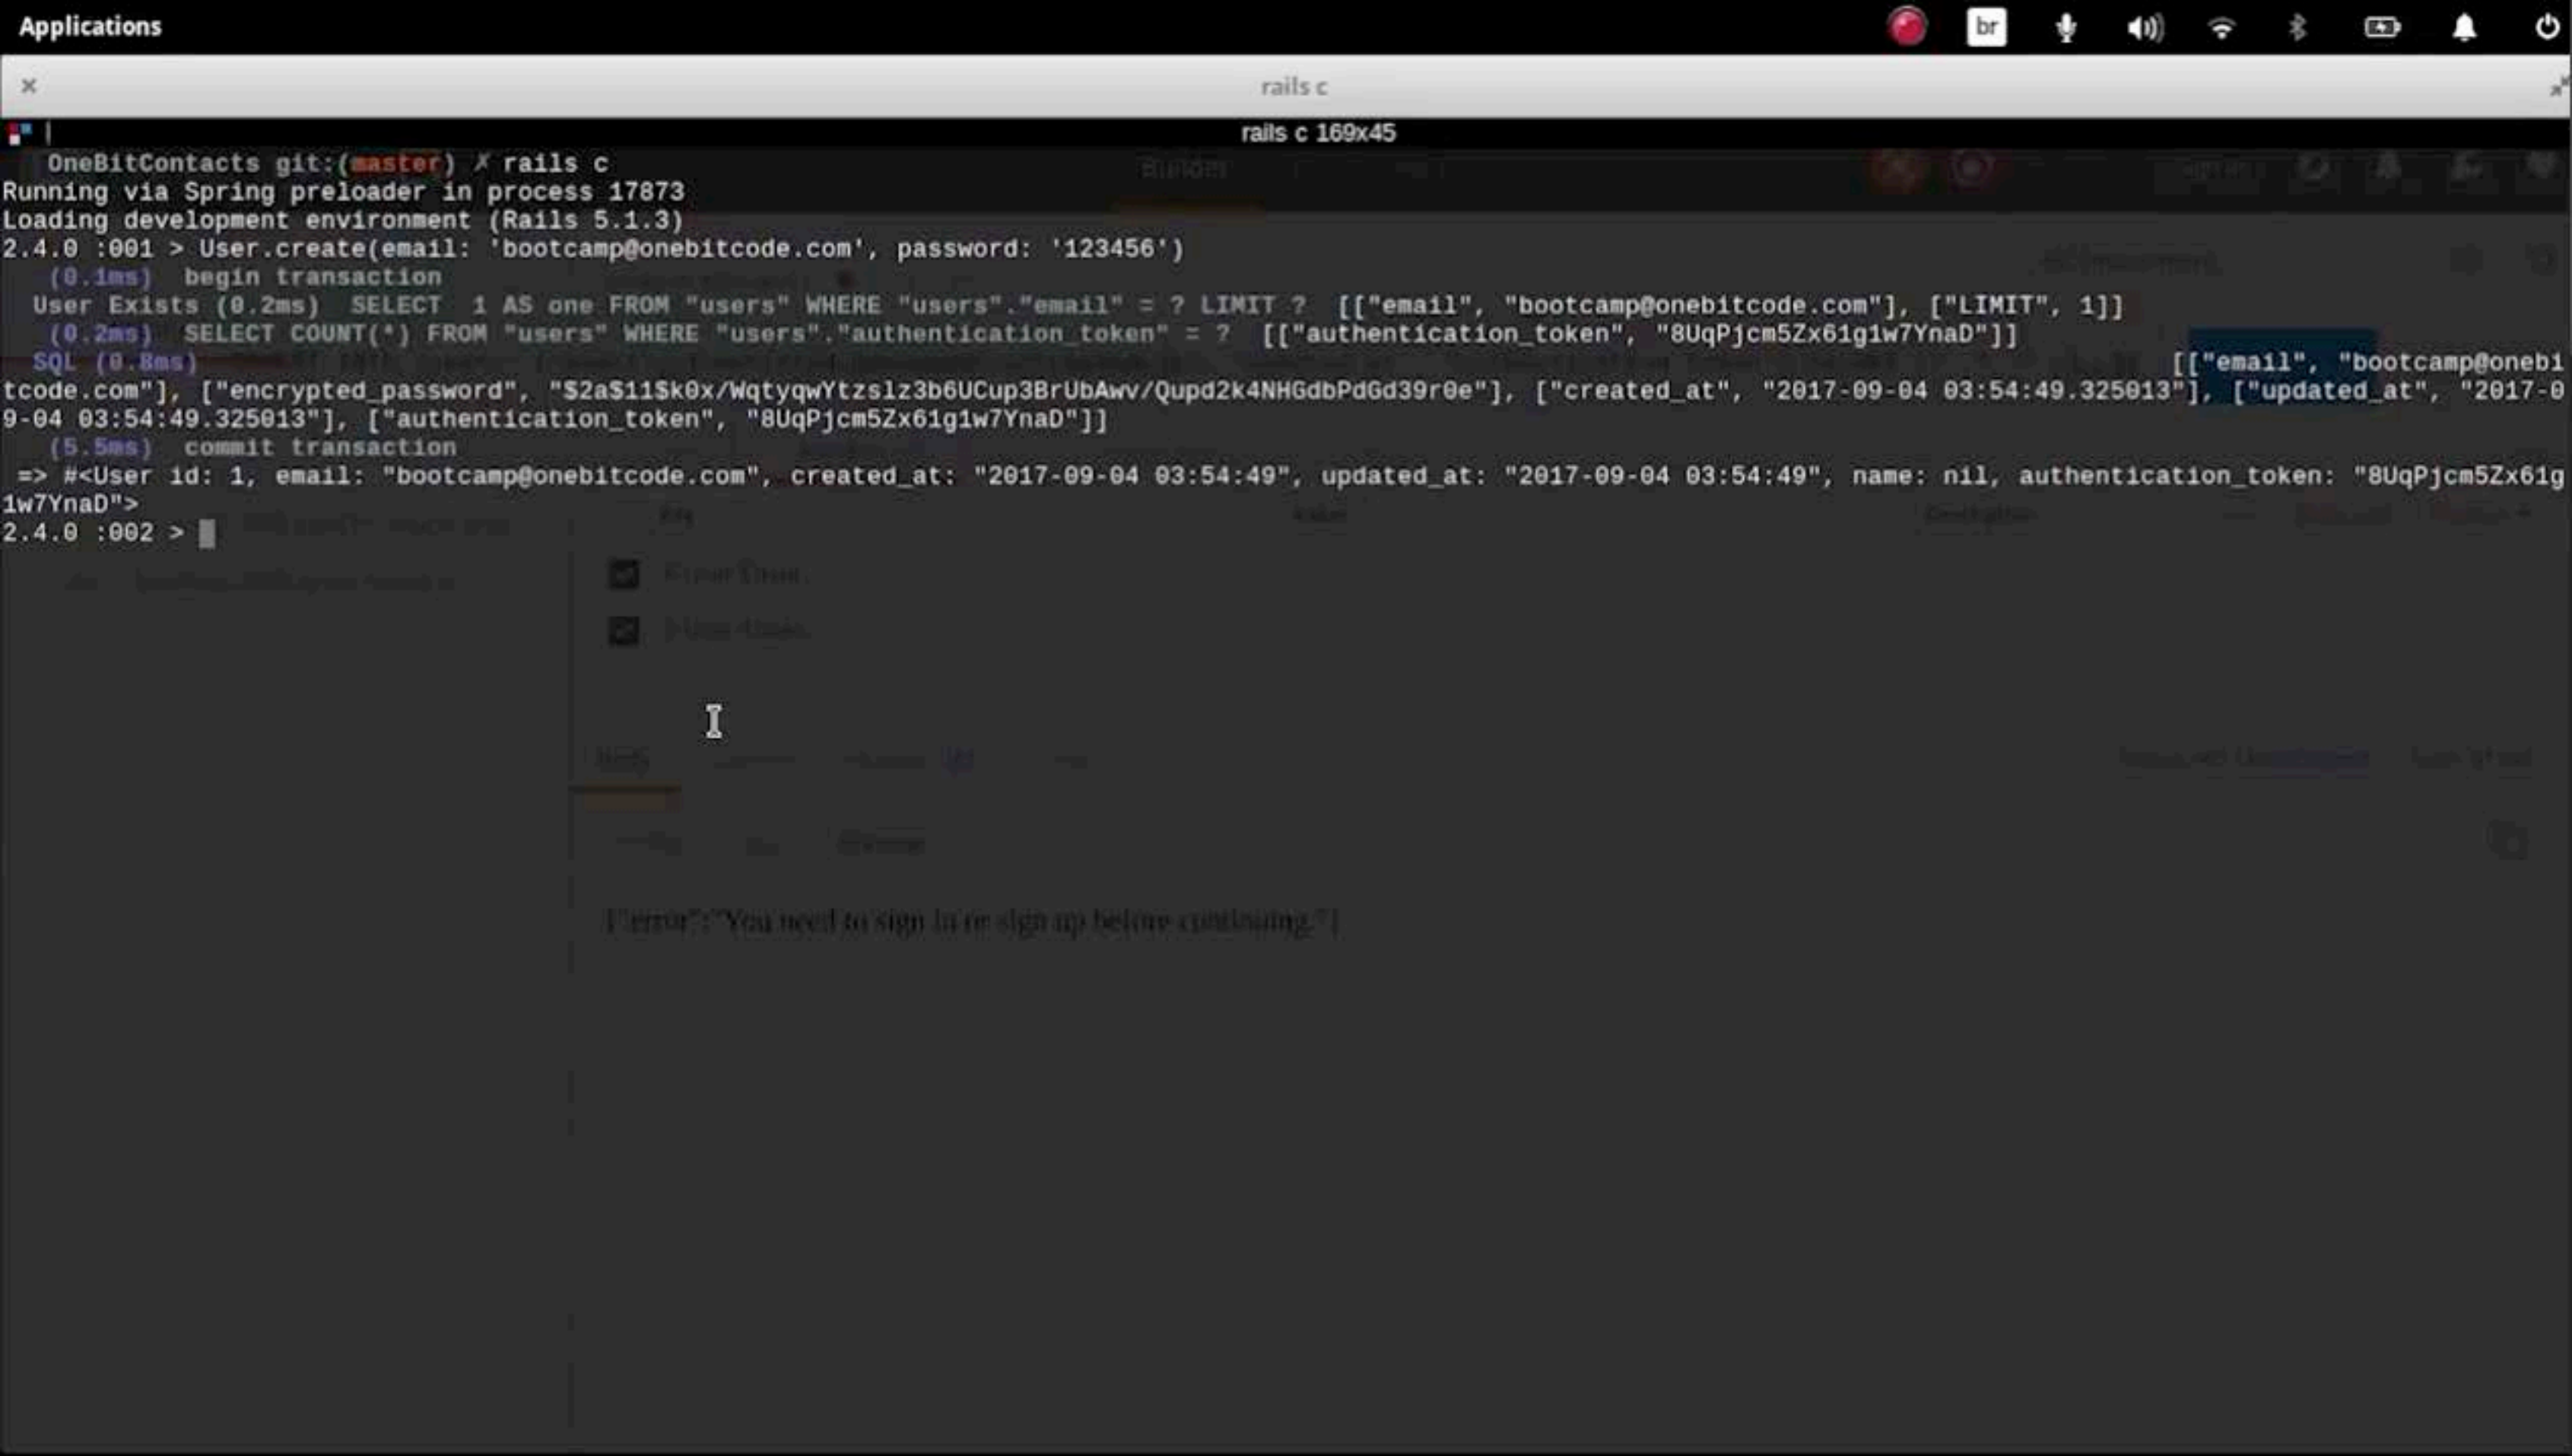 Applications
br
rails c
rails c 169x45
OneBitContacts git:(master) ✗ rails c
Running via Spring preloader in process 17873
Loading development environment (Rails 5.1.3)
2.4.0 :001 > User.create(email: 'bootcamp@onebitcode.com', password: '123456')
(0.1ms)  begin transaction
User Exists (0.2ms)  SELECT  1 AS one FROM "users" WHERE "users"."email" = ? LIMIT ?  [["email", "bootcamp@onebitcode.com"], ["LIMIT", 1]]
(0.2ms)  SELECT COUNT(*) FROM "users" WHERE "users"."authentication_token" = ?  [["authentication_token", "8UqPjcm5Zx61g1w7YnaD"]]
SQL (0.8ms) [["email", "bootcamp@onebi
tcode.com"], ["encrypted_password", "$2a$11$k0x/WqtyqwYtzslz3b6UCup3BrUbAwv/Qupd2k4NHGdbPdGd39r0e"], ["created_at", "2017-09-04 03:54:49.325013"], ["updated_at", "2017-0
9-04 03:54:49.325013"], ["authentication_token", "8UqPjcm5Zx61g1w7YnaD"]]
(5.5ms)  commit transaction
=> #<User id: 1, email: "bootcamp@onebitcode.com", created_at: "2017-09-04 03:54:49", updated_at: "2017-09-04 03:54:49", name: nil, authentication_token: "8UqPjcm5Zx61g
1w7YnaD">
2.4.0 :002 >
Builder
Value
Description
Body
Preview
{"error":"You need to sign in or sign up before continuing."}